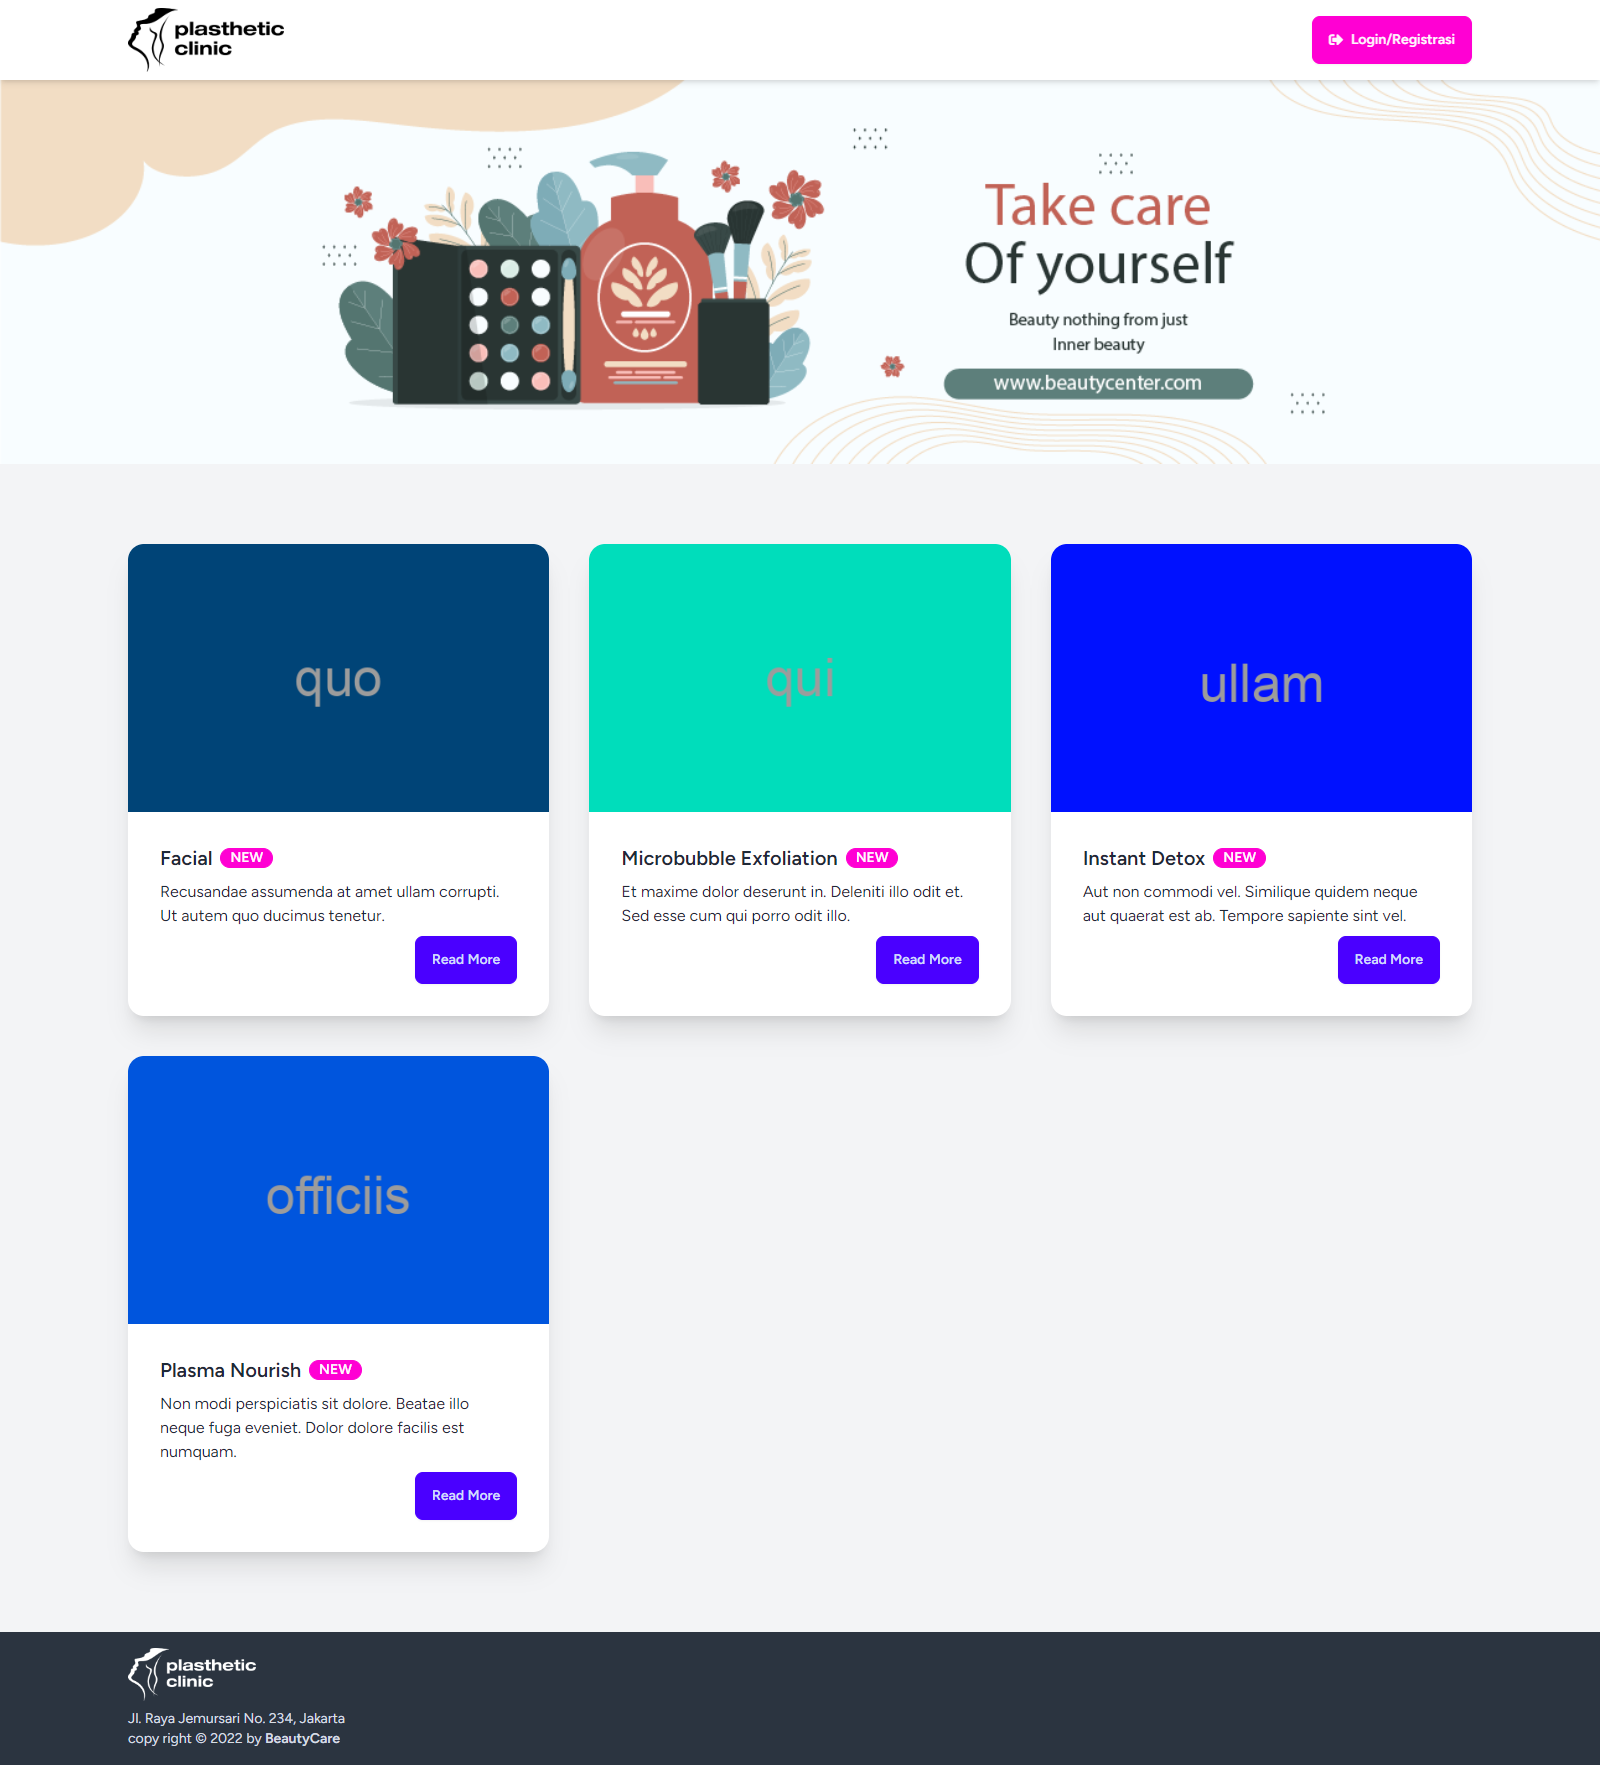 plasthetic
clinic
Login/Registrasi
Take care
Of yourself
Beauty nothing from just
Inner beauty
www.beautycenter.com
quo
Facial NEW
Recusandae assumenda at amet ullam corrupti.
Ut autem quo ducimus tenetur.
Read More
qui
Microbubble Exfoliation NEW
Et maxime dolor deserunt in. Deleniti illo odit et.
Sed esse cum qui porro odit illo.
Read More
ullam
Instant Detox NEW
Aut non commodi vel. Similique quidem neque
aut quaerat est ab. Tempore sapiente sint vel.
Read More
officiis
Plasma Nourish NEW
Non modi perspiciatis sit dolore. Beatae illo
neque fuga eveniet. Dolor dolore facilis est
numquam.
Read More
plasthetic
clinic
Jl. Raya Jemursari No. 234, Jakarta
copy right © 2022 by BeautyCare